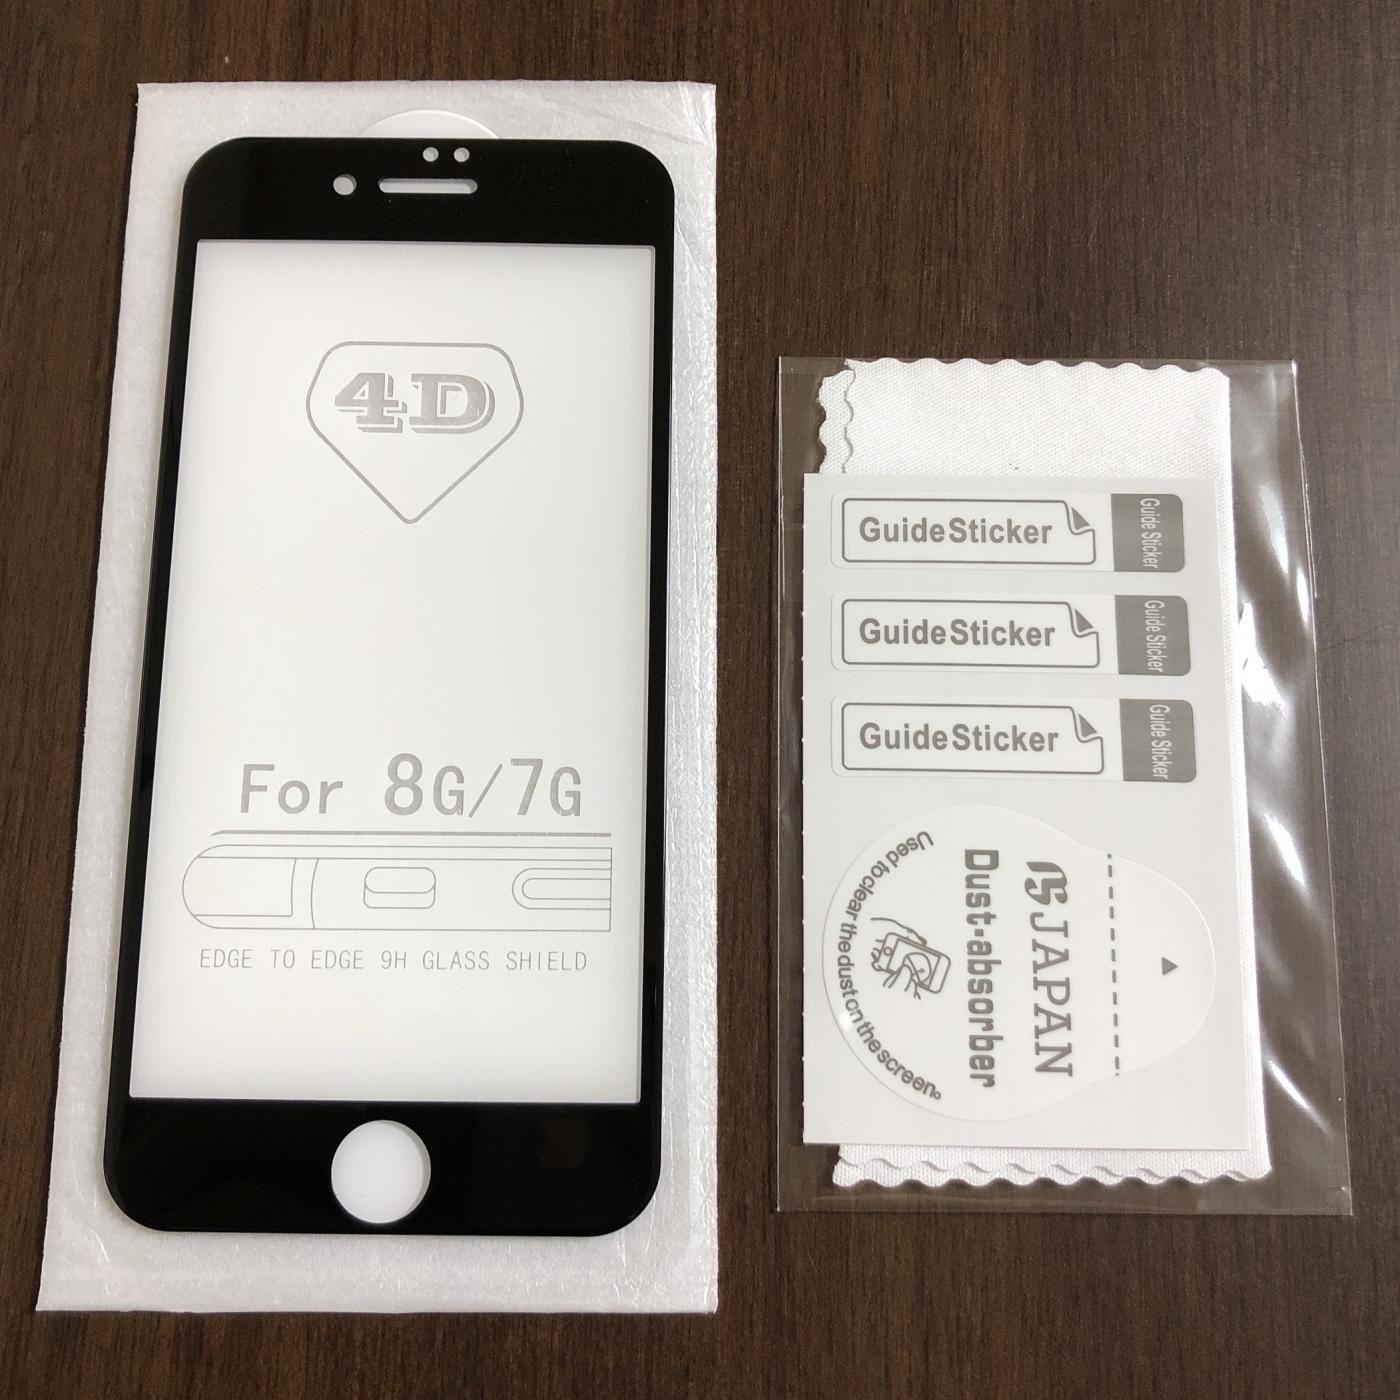 4D
For 8G/7G
EDGE TO EDGE 9H GLASS SHIELD
GuideSticker
Guide Sticker
GuideSticker
Guide Sticker
GuideSticker
Guide Sticker
JAPAN
Dust-absorber
Used to clear the dust on the screen。